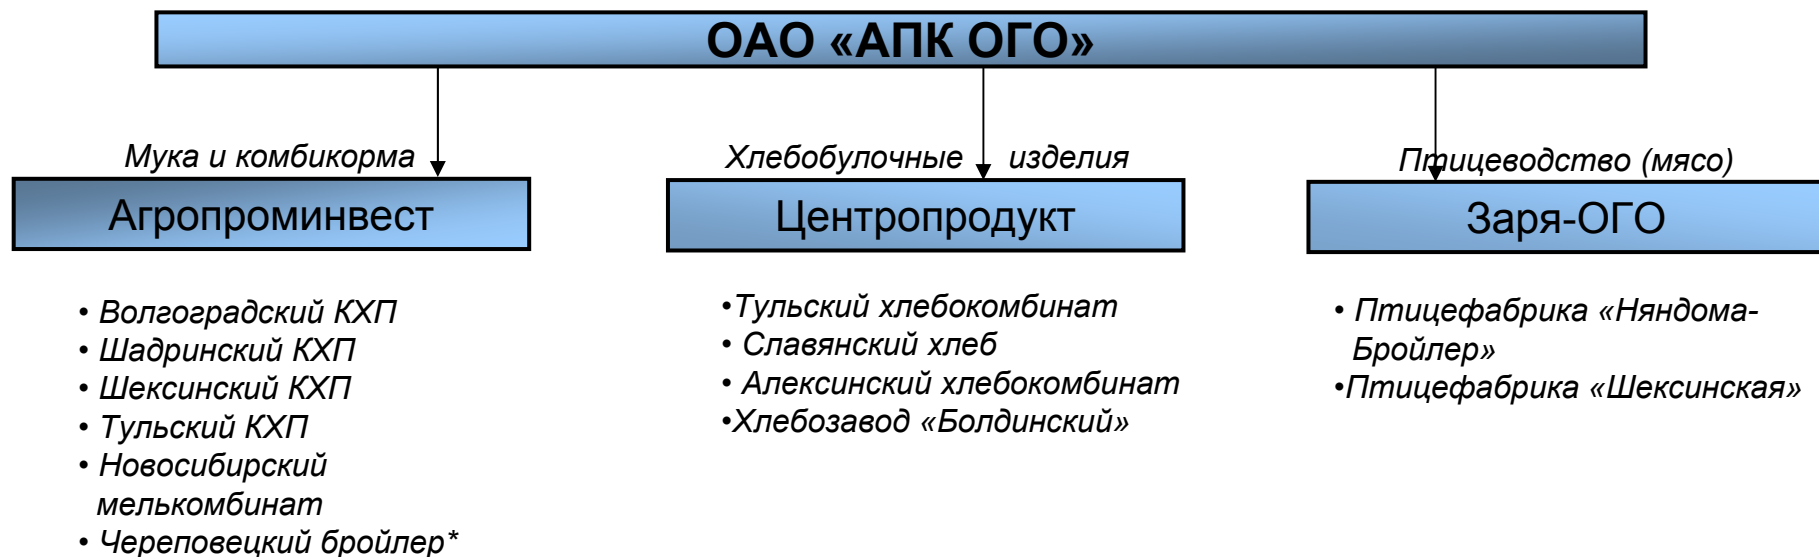 ОАО «АПК ОГО»
Мука и комбикорма
Агропроминвест
• Волгоградский КХП
• Шадринский КХП
• Шексинский КХП
• Тульский КХП
• Новосибирский
мелькомбинат
• Череповецкий бройлер*
Хлебобулочные изделия
Центропродукт
•Тульский хлебокомбинат
• Славянский хлеб
• Алексинский хлебокомбинат
•Хлебозавод «Болдинский»
Птицеводство (мясо)
Заря-ОГО
• Птицефабрика «Няндома-
Бройлер»
•Птицефабрика «Шексинская»